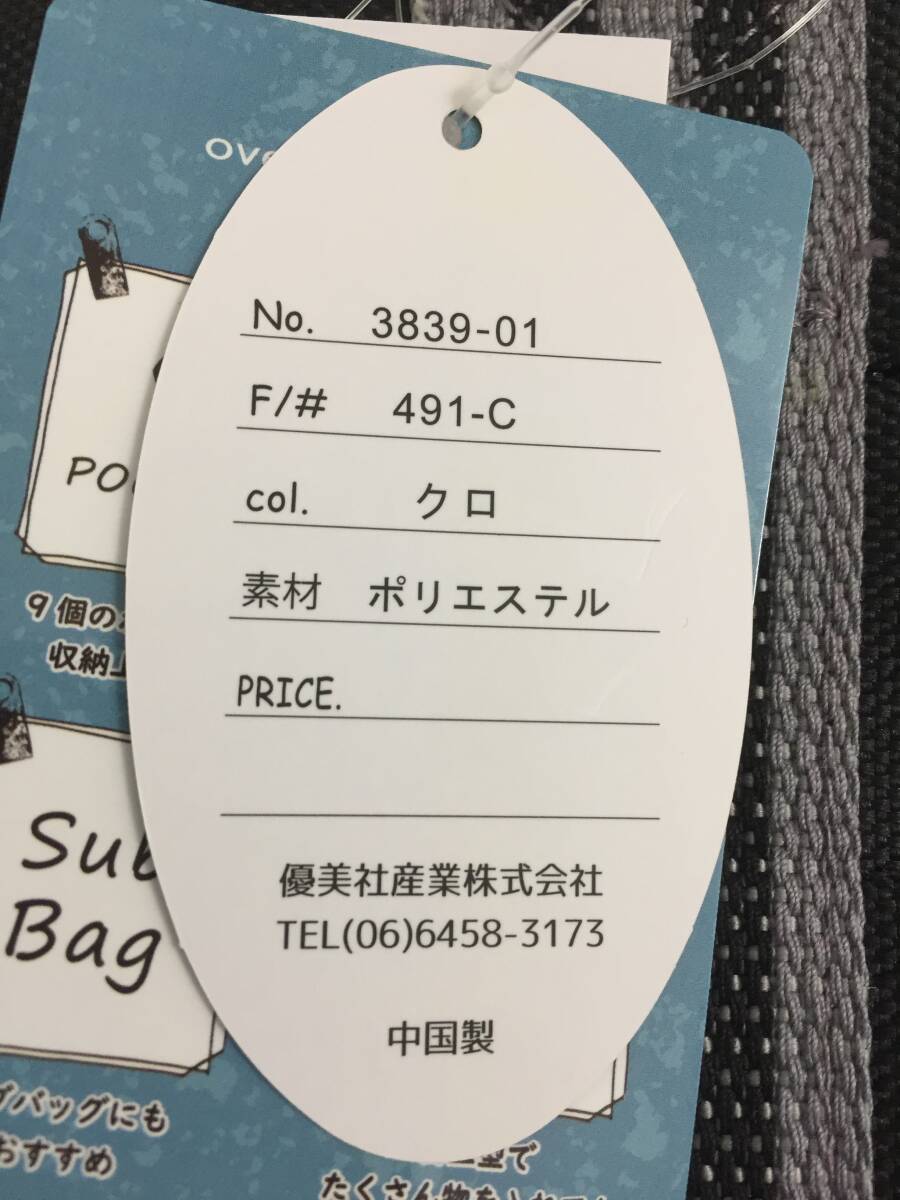 No. 3839-01
F/# 491-C
col. クロ
素材 ポリエステル
PRICE.
優美社産業株式会社
TEL(06)6458-3173
中国製
9個の
収納
Sub
Bag
バッグにも
おすすめ
型で
たくさん物を